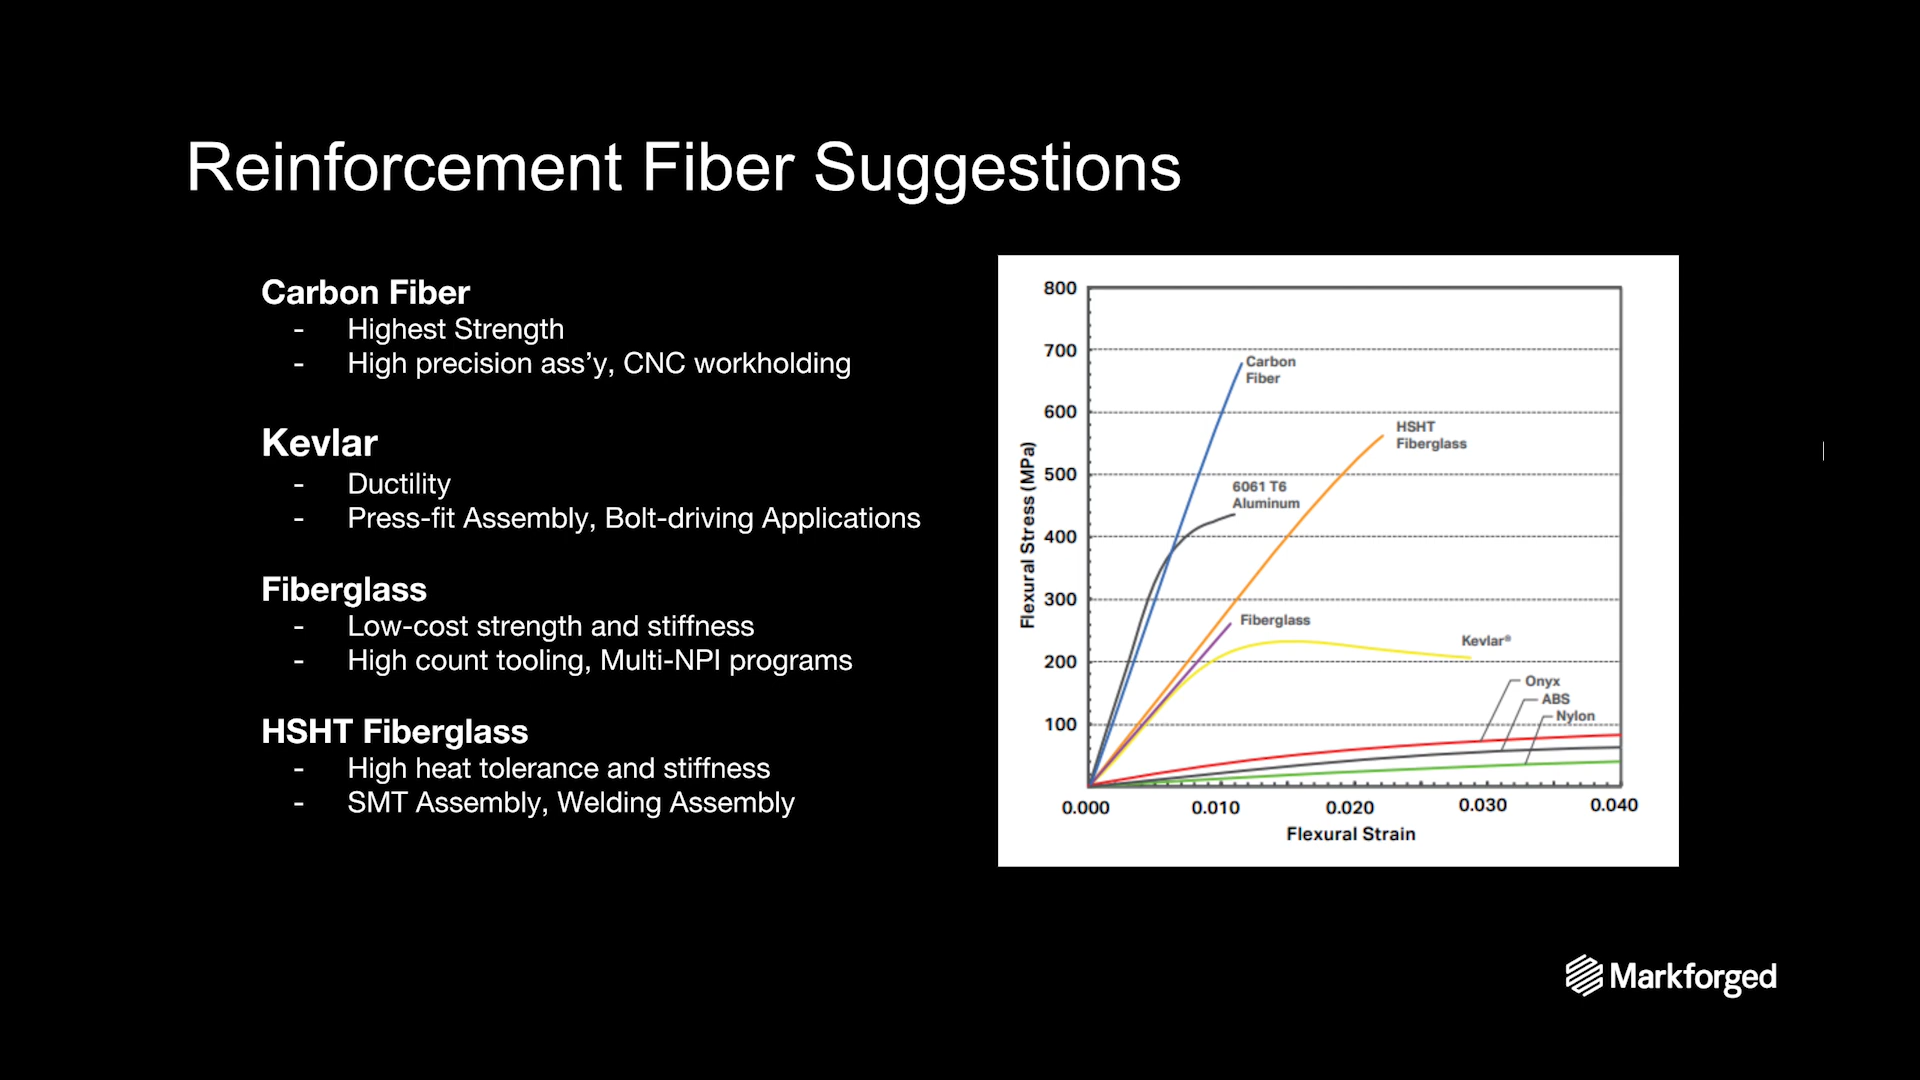 Reinforcement Fiber Suggestions
Carbon Fiber
- Highest Strength
- High precision ass’y, CNC workholding
Kevlar
- Ductility
- Press-fit Assembly, Bolt-driving Applications
Fiberglass
- Low-cost strength and stiffness
- High count tooling, Multi-NPI programs
HSHT Fiberglass
- High heat tolerance and stiffness
- SMT Assembly, Welding Assembly
800
700
600
500
400
300
200
100
Flexural Stress (MPa)
Carbon
Fiber
HSHT
Fiberglass
6061 T6
Aluminum
Fiberglass
Kevlar®
Onyx
ABS
Nylon
0.000 0.010 0.020 0.030 0.040
Flexural Strain
Markforged